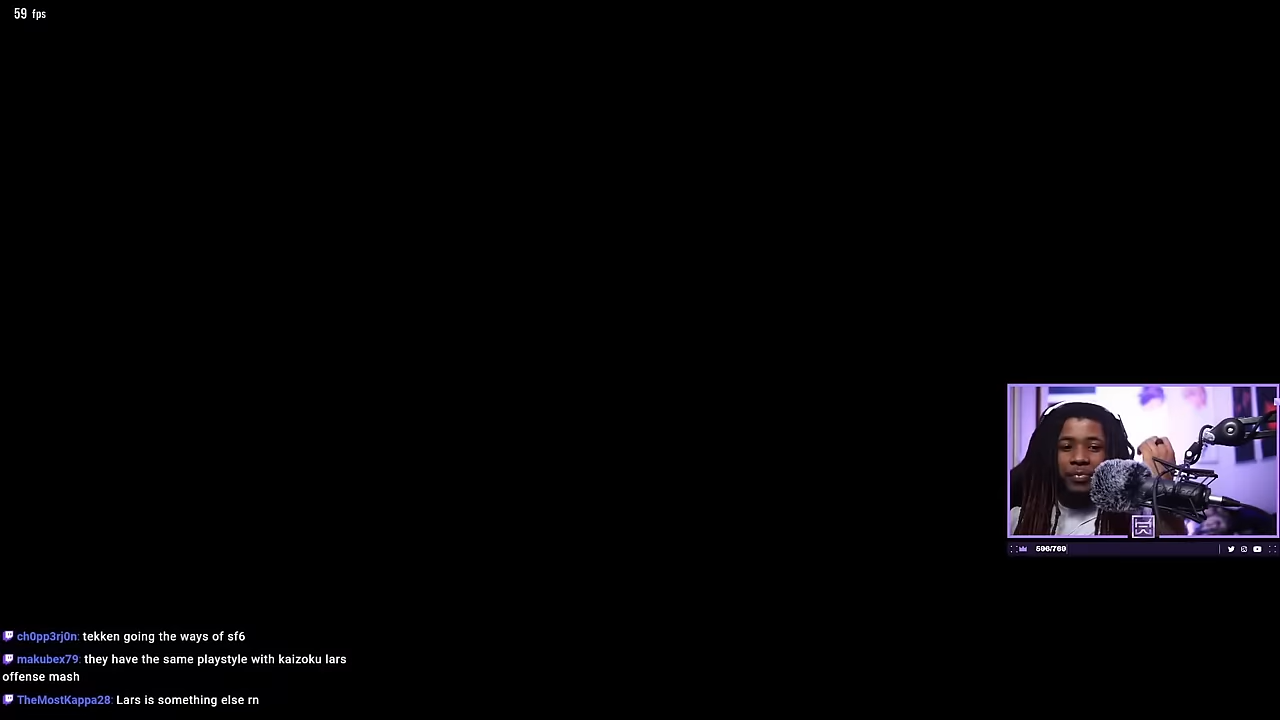 59 fps
596/769
ch0pp3rj0n: tekken going the ways of sf6
makubex79: they have the same playstyle with kaizoku lars
offense mash
TheMostKappa28: Lars is something else rn